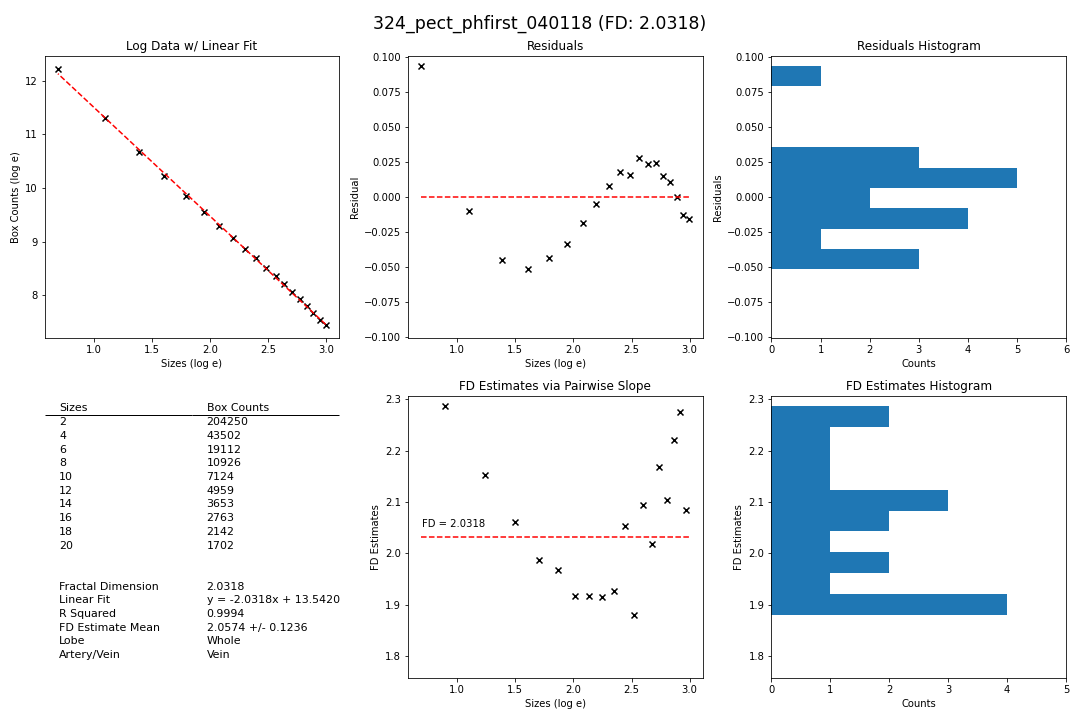 324_pect_phfirst_040118 (FD: 2.0318)
Log Data w/ Linear Fit
12
11
10
9
8
Box Counts (log e)
1.0 1.5 2.0 2.5 3.0
Sizes (log e)
Residuals
0.100
0.075
0.050
0.025
0.000
−0.025
−0.050
−0.075
−0.100
Residual
1.0 1.5 2.0 2.5 3.0
Sizes (log e)
Residuals Histogram
0.100
0.075
0.050
0.025
0.000
−0.025
−0.050
−0.075
−0.100
Residuals
0 1 2 3 4 5 6
Counts
Sizes Box Counts
2 204250
4 43502
6 19112
8 10926
10 7124
12 4959
14 3653
16 2763
18 2142
20 1702
Fractal Dimension 2.0318
Linear Fit y = -2.0318x + 13.5420
R Squared 0.9994
FD Estimate Mean 2.0574 +/- 0.1236
Lobe Whole
Artery/Vein Vein
FD Estimates via Pairwise Slope
2.3
2.2
2.1
2.0
1.9
1.8
FD Estimates
FD = 2.0318
1.0 1.5 2.0 2.5 3.0
Sizes (log e)
FD Estimates Histogram
2.3
2.2
2.1
2.0
1.9
1.8
FD Estimates
0 1 2 3 4 5
Counts